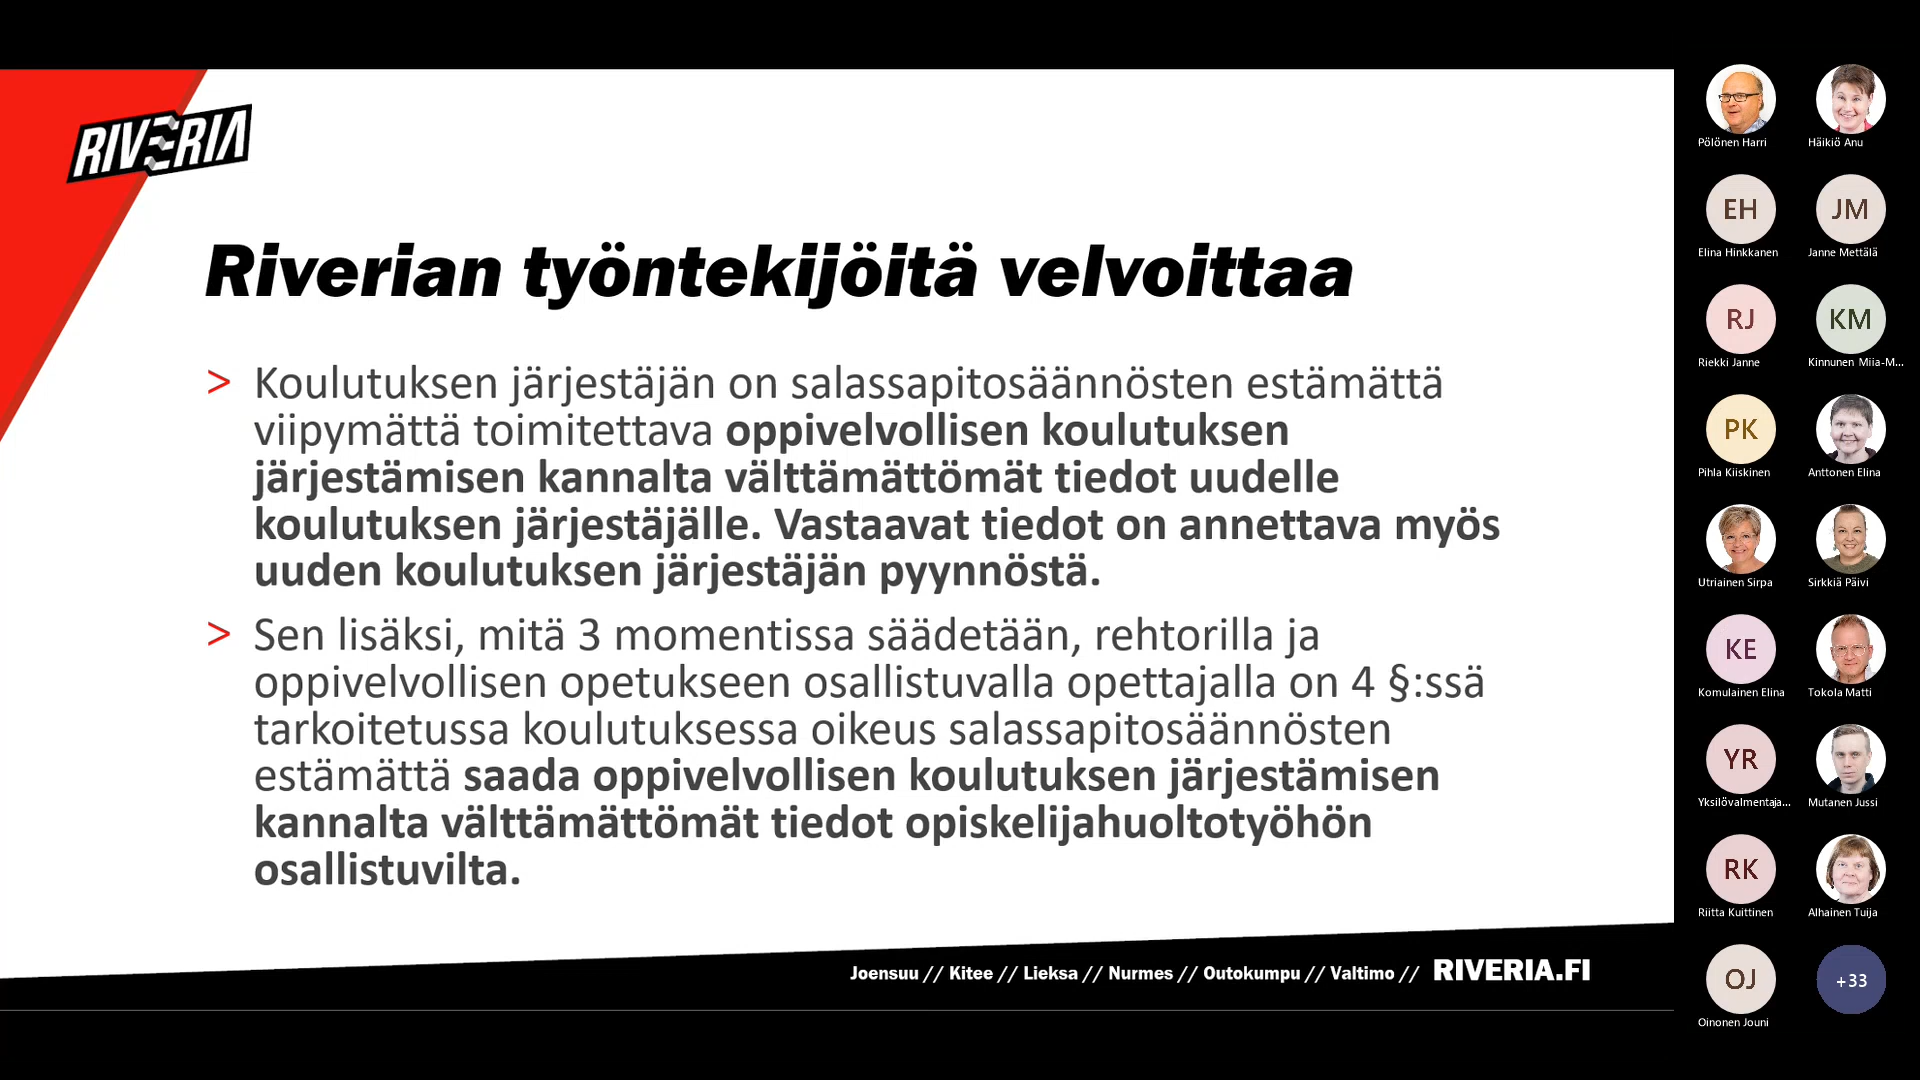 RIVERIA
Riverian työntekijöitä velvoittaa
> Koulutuksen järjestäjän on salassapitosäännösten estämättä
viipymättä toimitettava oppivelvollisen koulutuksen
järjestämisen kannalta välttämättömät tiedot uudelle
koulutuksen järjestäjälle. Vastaavat tiedot on annettava myös
uuden koulutuksen järjestäjän pyynnöstä.
> Sen lisäksi, mitä 3 momentissa säädetään, rehtorilla ja
oppivelvollisen opetukseen osallistuvalla opettajalla on 4 §:ssä
tarkoitetussa koulutuksessa oikeus salassapitosäännösten
estämättä saada oppivelvollisen koulutuksen järjestämisen
kannalta välttämättömät tiedot opiskelijahuoltotyöhön
osallistuvilta.
Joensuu // Kitee // Lieksa // Nurmes // Outokumpu // Valtimo // RIVERIA.FI
Pölönen Harri
Häikiö Anu
EH
Elina Hinkkanen
JM
Janne Mettälä
RJ
Riekki Janne
KM
Kinnunen Miia-M...
PK
Pihla Kiiskinen
Anttonen Elina
Utriainen Sirpa
Sirkkiä Päivi
KE
Komulainen Elina
Tokola Matti
YR
Yksilövalmentaja...
Mutanen Jussi
RK
Riitta Kuittinen
Alhainen Tuija
OJ
Oinonen Jouni
+33